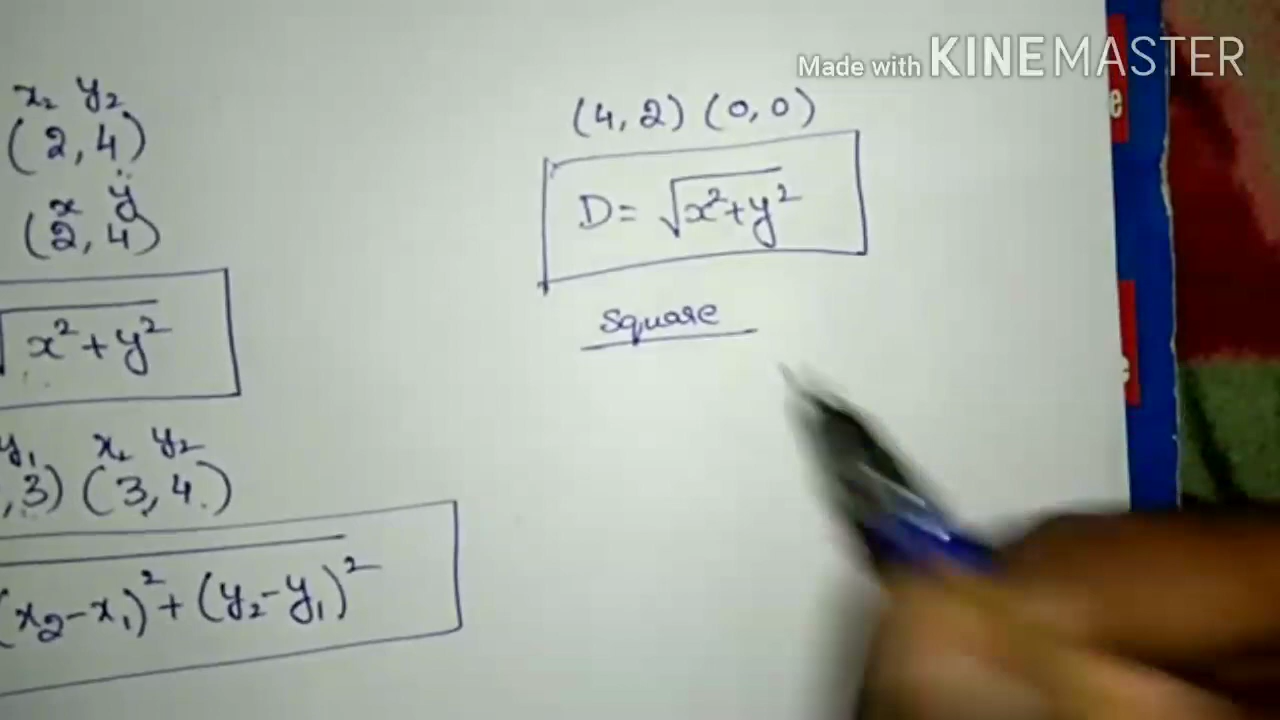 Made with KINEMASTER
x₂ y₂
(2, 4)
x y
(2, 4)
√x²+y²
y₁ x₂ y₂
, 3) (3, 4)
(x₂-x₁)²+(y₂-y₁)²
(4, 2) (0, 0)
D= √x²+y²
Square
e
e